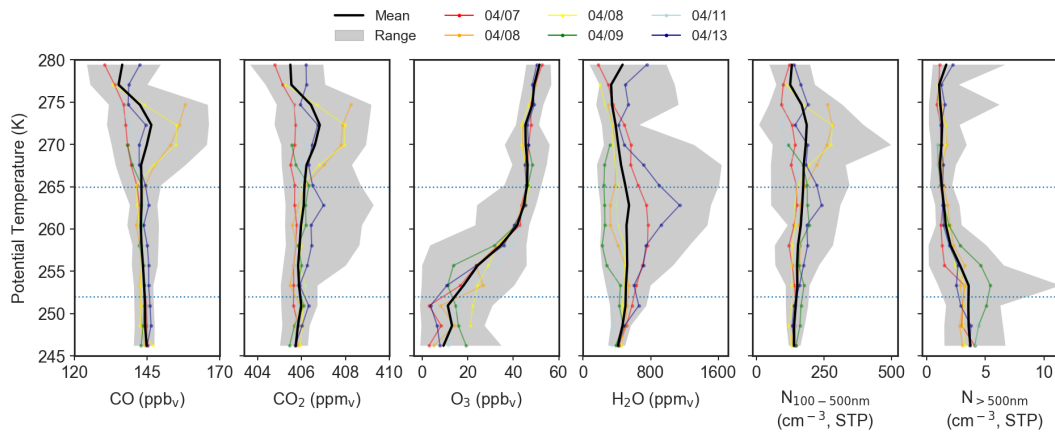 Mean 04/07 04/08 04/11
Range 04/08 04/09 04/13
Potential Temperature (K)
280
275
270
265
260
255
250
245
120 145 170
404 406 408 410
0 20 40 60
0 800 1600
0 250 500
0 5 10
CO (ppbᵥ) CO₂ (ppmᵥ) O₃ (ppbᵥ) H₂O (ppmᵥ) N₁₀₀₋₅₀₀ₙₘ N>500nm
(cm⁻³, STP) (cm⁻³, STP)